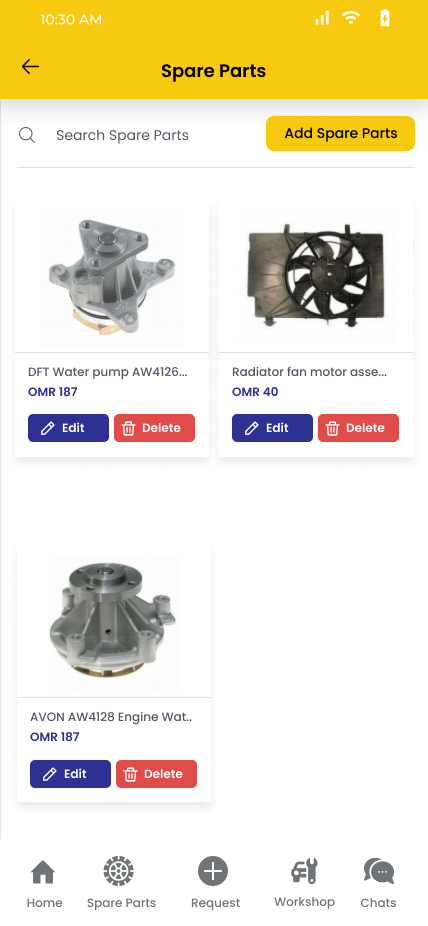 10:30 AM
Spare Parts
Search Spare Parts
Add Spare Parts
DFT Water pump AW4126...
OMR 187
Edit
Delete
Radiator fan motor asse...
OMR 40
Edit
Delete
AVON AW4128 Engine Wat..
OMR 187
Edit
Delete
Home
Spare Parts
Request
Workshop
Chats